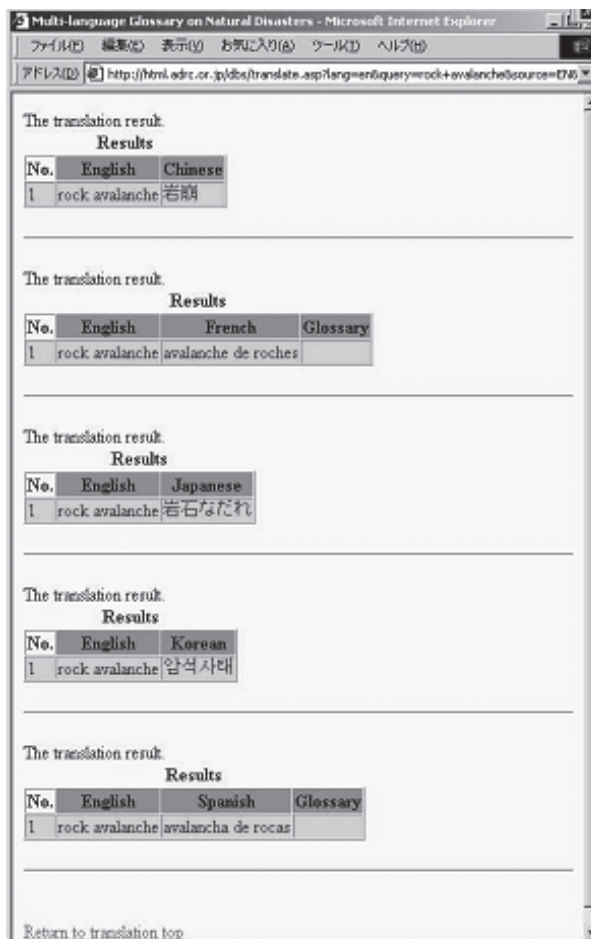 Multi-language Glossary on Natural Disasters - Microsoft Internet Explorer
ファイル(F) 編集(E) 表示(V) お気に入り(A) ツール(T) ヘルプ(H)
アドレス(D) http://html.adrc.or.jp/dbs/translate.asp?lang=en&query=rock+avalanche&source=EN&
The translation result.
Results
No. English Chinese
1 rock avalanche 岩崩
The translation result.
Results
No. English French Glossary
1 rock avalanche avalanche de roches
The translation result.
Results
No. English Japanese
1 rock avalanche 岩石なだれ
The translation result.
Results
No. English Korean
1 rock avalanche 암석사태
The translation result.
Results
No. English Spanish Glossary
1 rock avalanche avalancha de rocas
Return to translation top